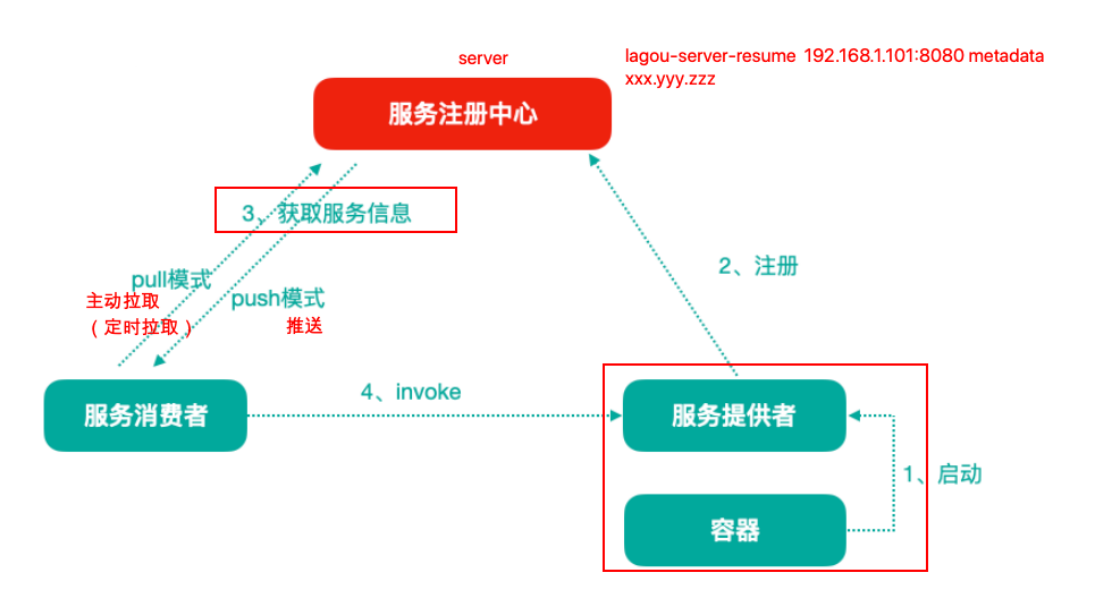 server
lagou-server-resume 192.168.1.101:8080 metadata
xxx.yyy.zzz
服务注册中心
3、获取服务信息
2、注册
pull模式
主动拉取
（定时拉取）
push模式
推送
4、invoke
服务消费者
服务提供者
1、启动
容器